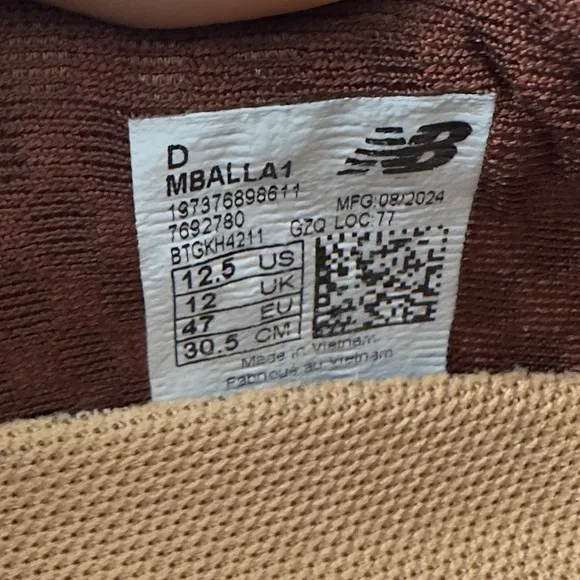 D
MBALLA1
197376898611
7692780
BTGKH4211
NB
MFG:08/2024
GZQ LOC:77
12.5 US
12 UK
47 EU
30.5 CM
Made in Vietnam
Fabriqué au Vietnam